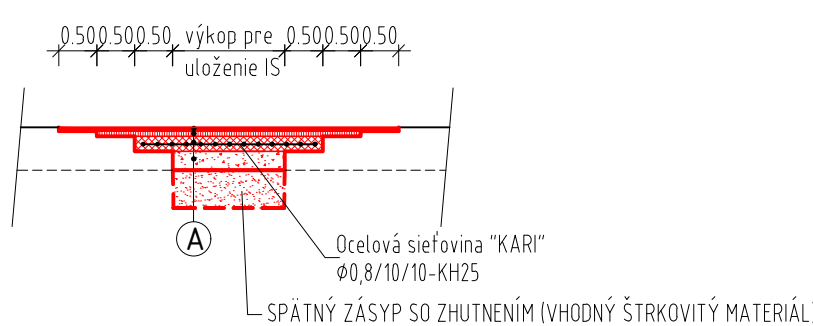 0.50 0.50 0.50 výkop pre 0.50 0.50 0.50
uloženie IS
A
Ocelová sieťovina "KARI"
Φ0,8/10/10-KH25
SPÄTNÝ ZÁSYP SO ZHUTNENÍM (VHODNÝ ŠTRKOVITÝ MATERIÁL)